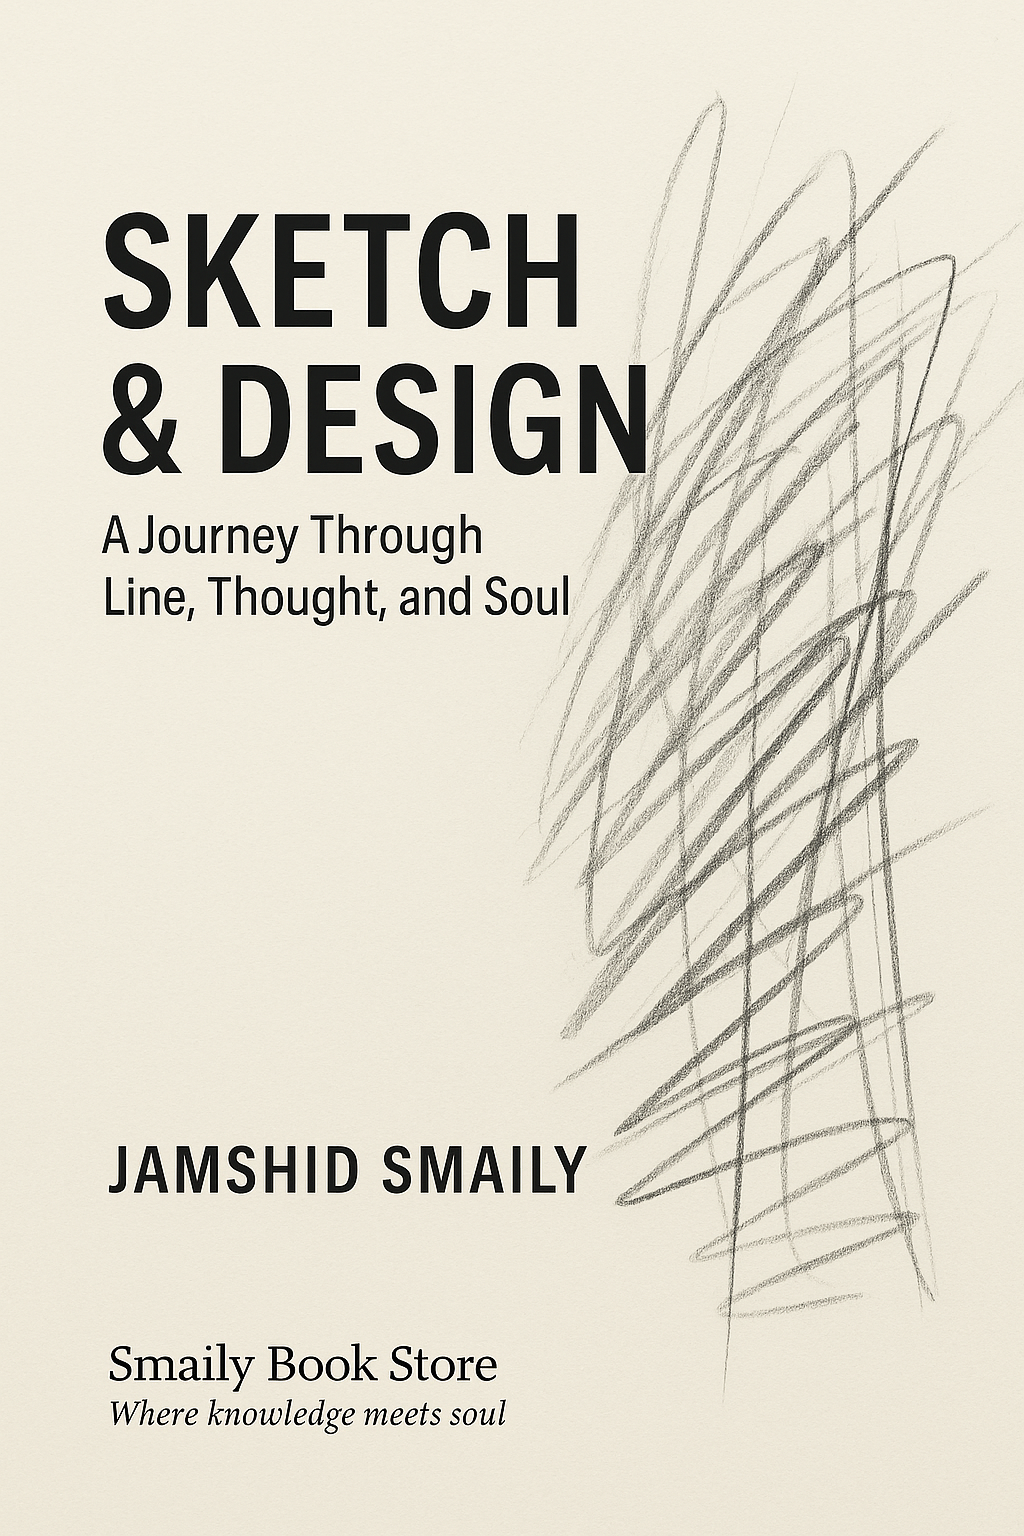 SKETCH
& DESIGN
A Journey Through
Line, Thought, and Soul
JAMSHID SMAILY
Smaily Book Store
Where knowledge meets soul